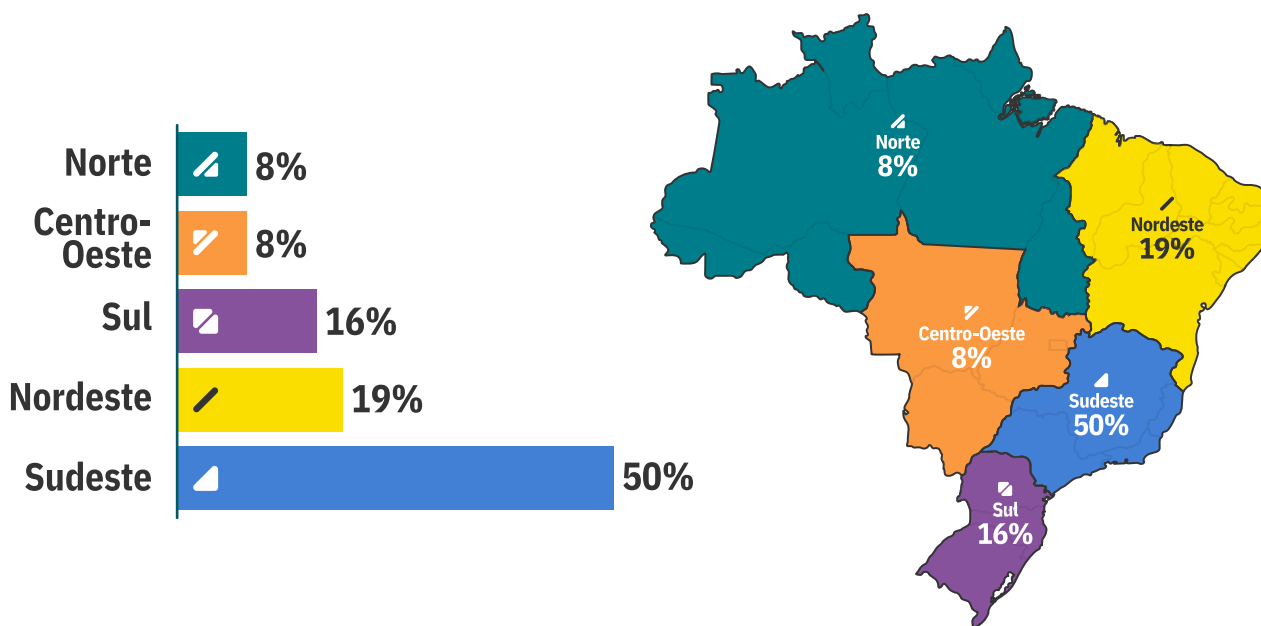 Norte
8%
Centro-
Oeste
8%
Sul
16%
Nordeste
19%
Sudeste
50%
Norte
8%
Nordeste
19%
Centro-Oeste
8%
Sudeste
50%
Sul
16%